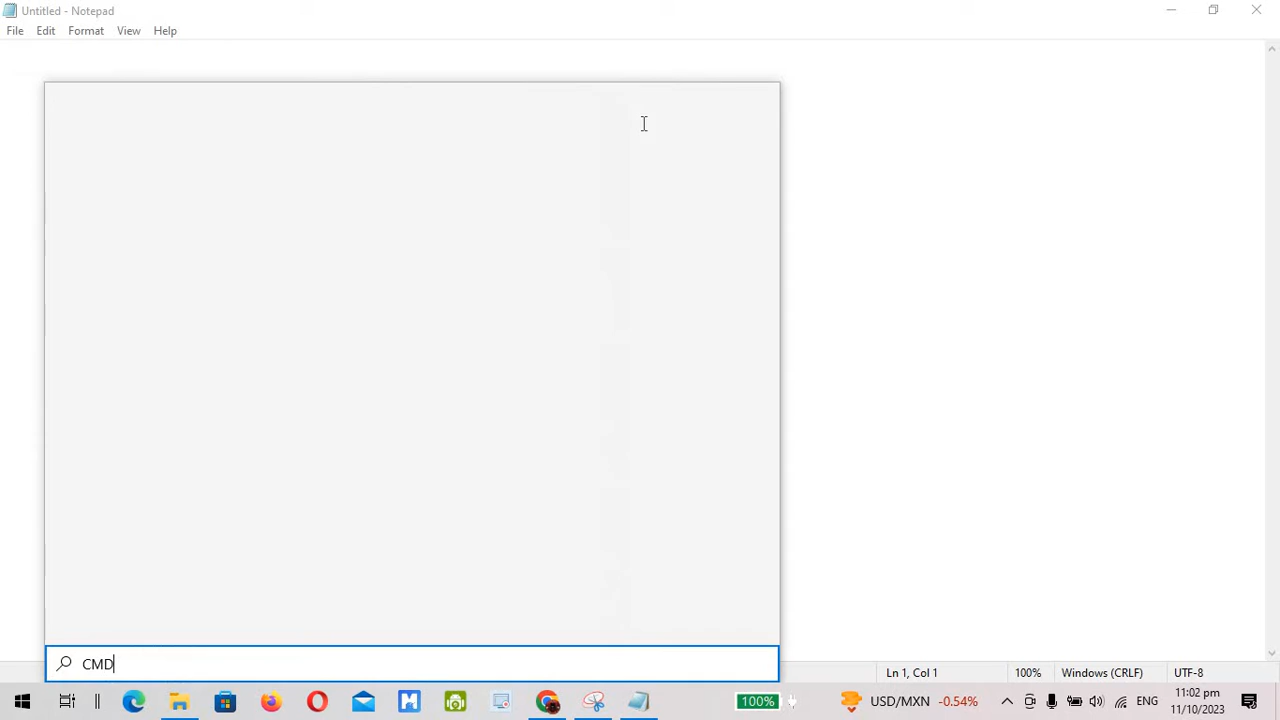 Untitled - Notepad
File Edit Format View Help
CMD
Ln 1, Col 1 100% Windows (CRLF) UTF-8
100% USD/MXN -0.54% ENG 11:02 pm
11/10/2023